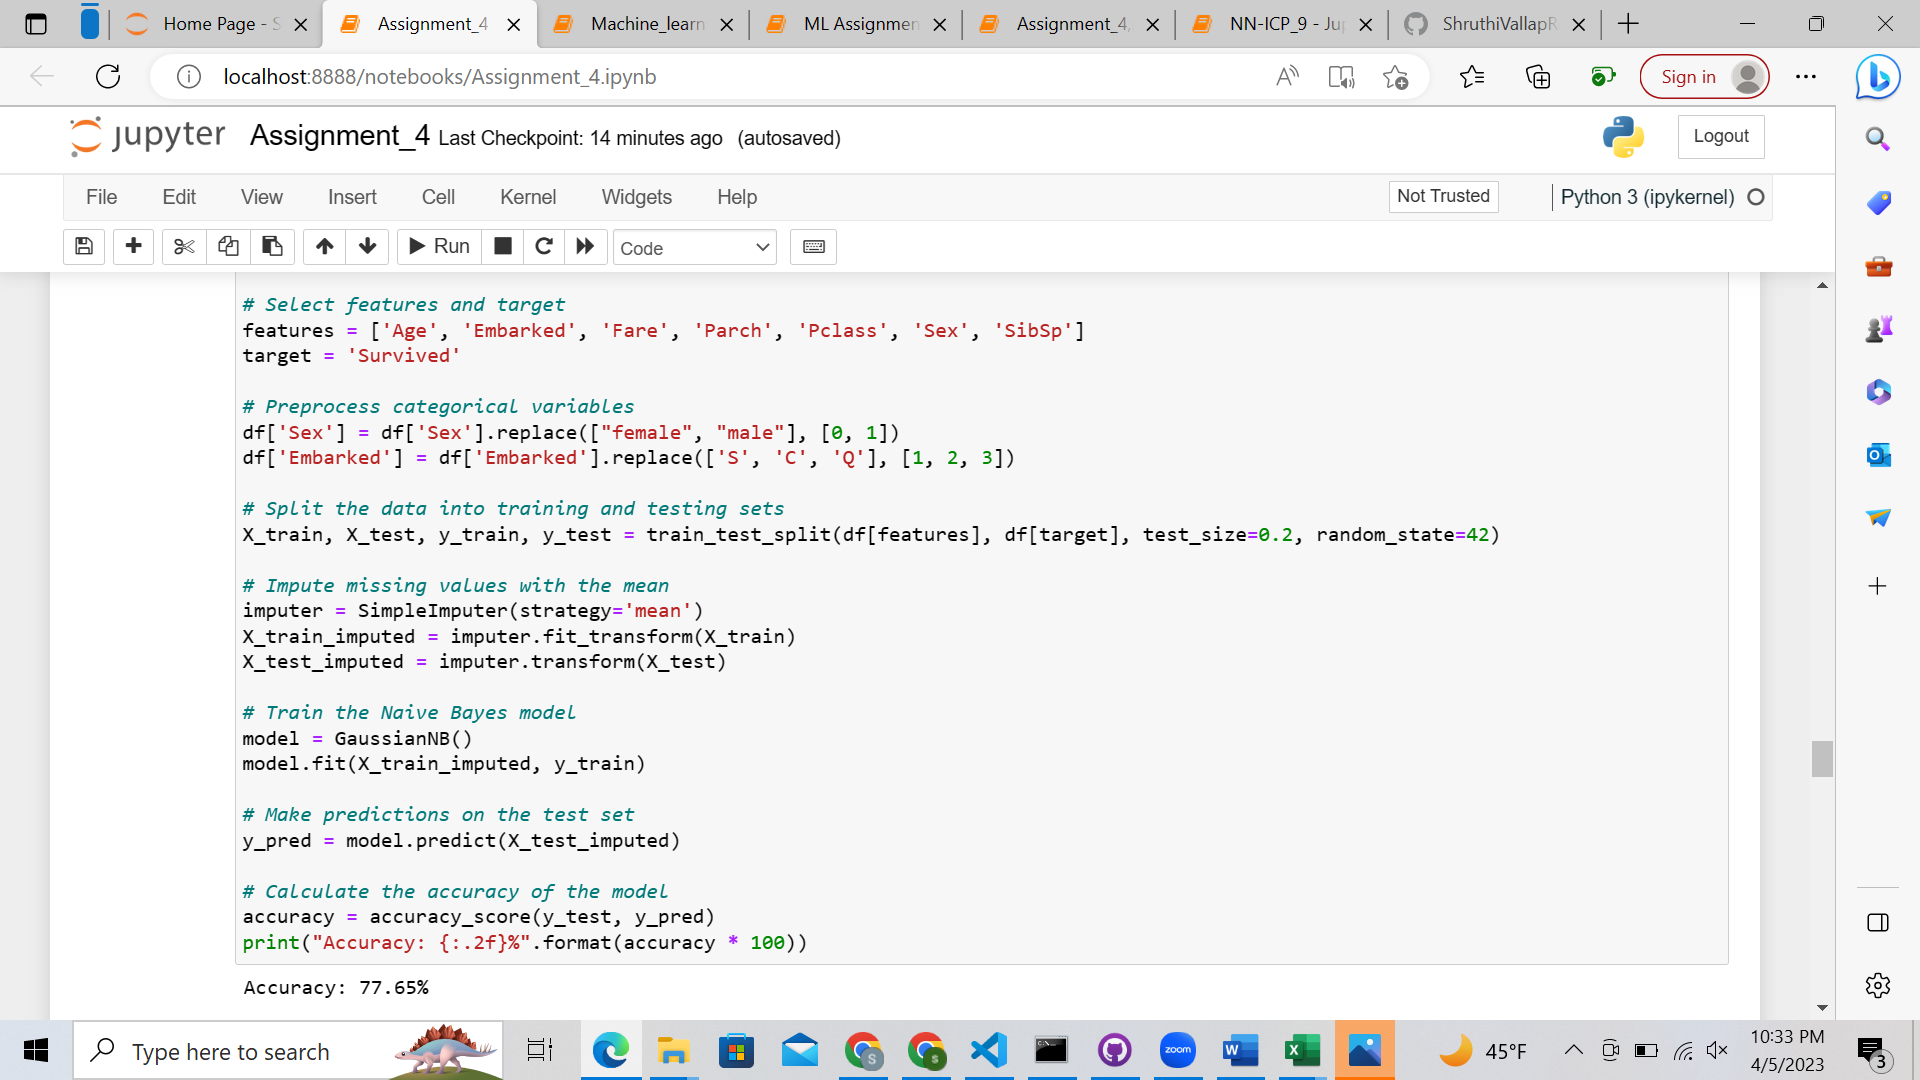 Home Page - S
Assignment_4
Machine_learn
ML Assignmen
Assignment_4
NN-ICP_9 - Ju
ShruthiVallapR
localhost:8888/notebooks/Assignment_4.ipynb
Sign in
jupyter Assignment_4 Last Checkpoint: 14 minutes ago (autosaved)
Logout
File Edit View Insert Cell Kernel Widgets Help
Not Trusted
Python 3 (ipykernel)
Run
Code
# Select features and target
features = ['Age', 'Embarked', 'Fare', 'Parch', 'Pclass', 'Sex', 'SibSp']
target = 'Survived'
# Preprocess categorical variables
df['Sex'] = df['Sex'].replace(["female", "male"], [0, 1])
df['Embarked'] = df['Embarked'].replace(['S', 'C', 'Q'], [1, 2, 3])
# Split the data into training and testing sets
X_train, X_test, y_train, y_test = train_test_split(df[features], df[target], test_size=0.2, random_state=42)
# Impute missing values with the mean
imputer = SimpleImputer(strategy='mean')
X_train_imputed = imputer.fit_transform(X_train)
X_test_imputed = imputer.transform(X_test)
# Train the Naive Bayes model
model = GaussianNB()
model.fit(X_train_imputed, y_train)
# Make predictions on the test set
y_pred = model.predict(X_test_imputed)
# Calculate the accuracy of the model
accuracy = accuracy_score(y_test, y_pred)
print("Accuracy: {:.2f}%".format(accuracy * 100))
Accuracy: 77.65%
Type here to search
zoom
45°F
10:33 PM
4/5/2023
3